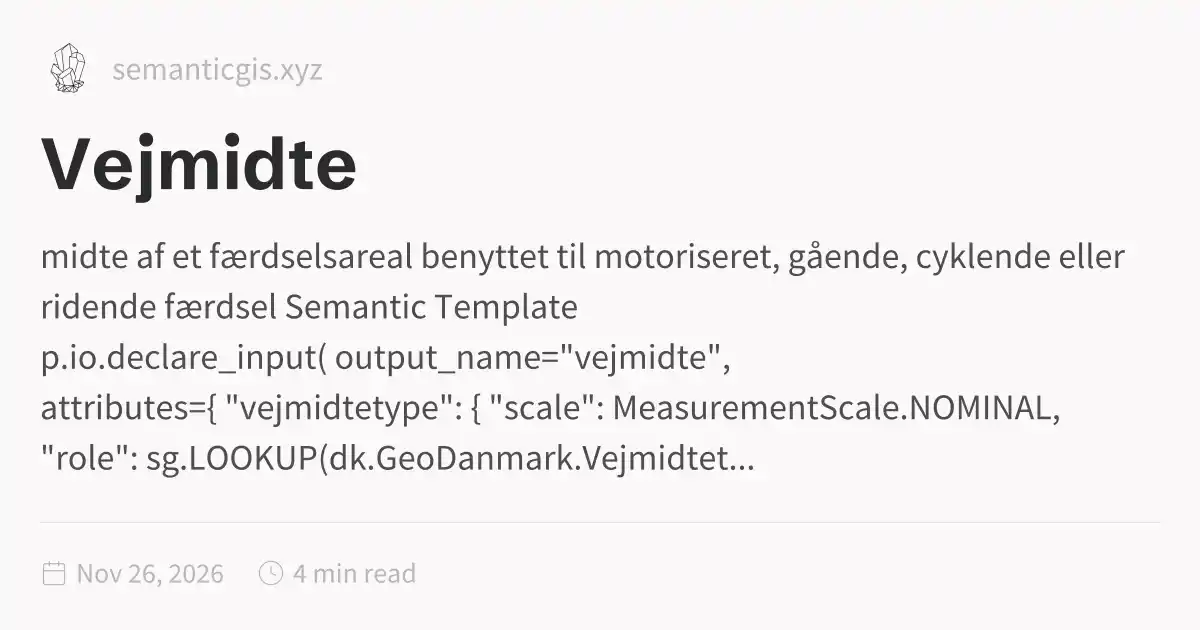 semanticgis.xyz
Vejmidte
midte af et færdselsareal benyttet til motoriseret, gående, cyklende eller
ridende færdsel Semantic Template
p.io.declare_input( output_name="vejmidte",
attributes={ "vejmidtetype": { "scale": MeasurementScale.NOMINAL,
"role": sg.LOOKUP(dk.GeoDanmark.Vejmidtet...
Nov 26, 2026 4 min read